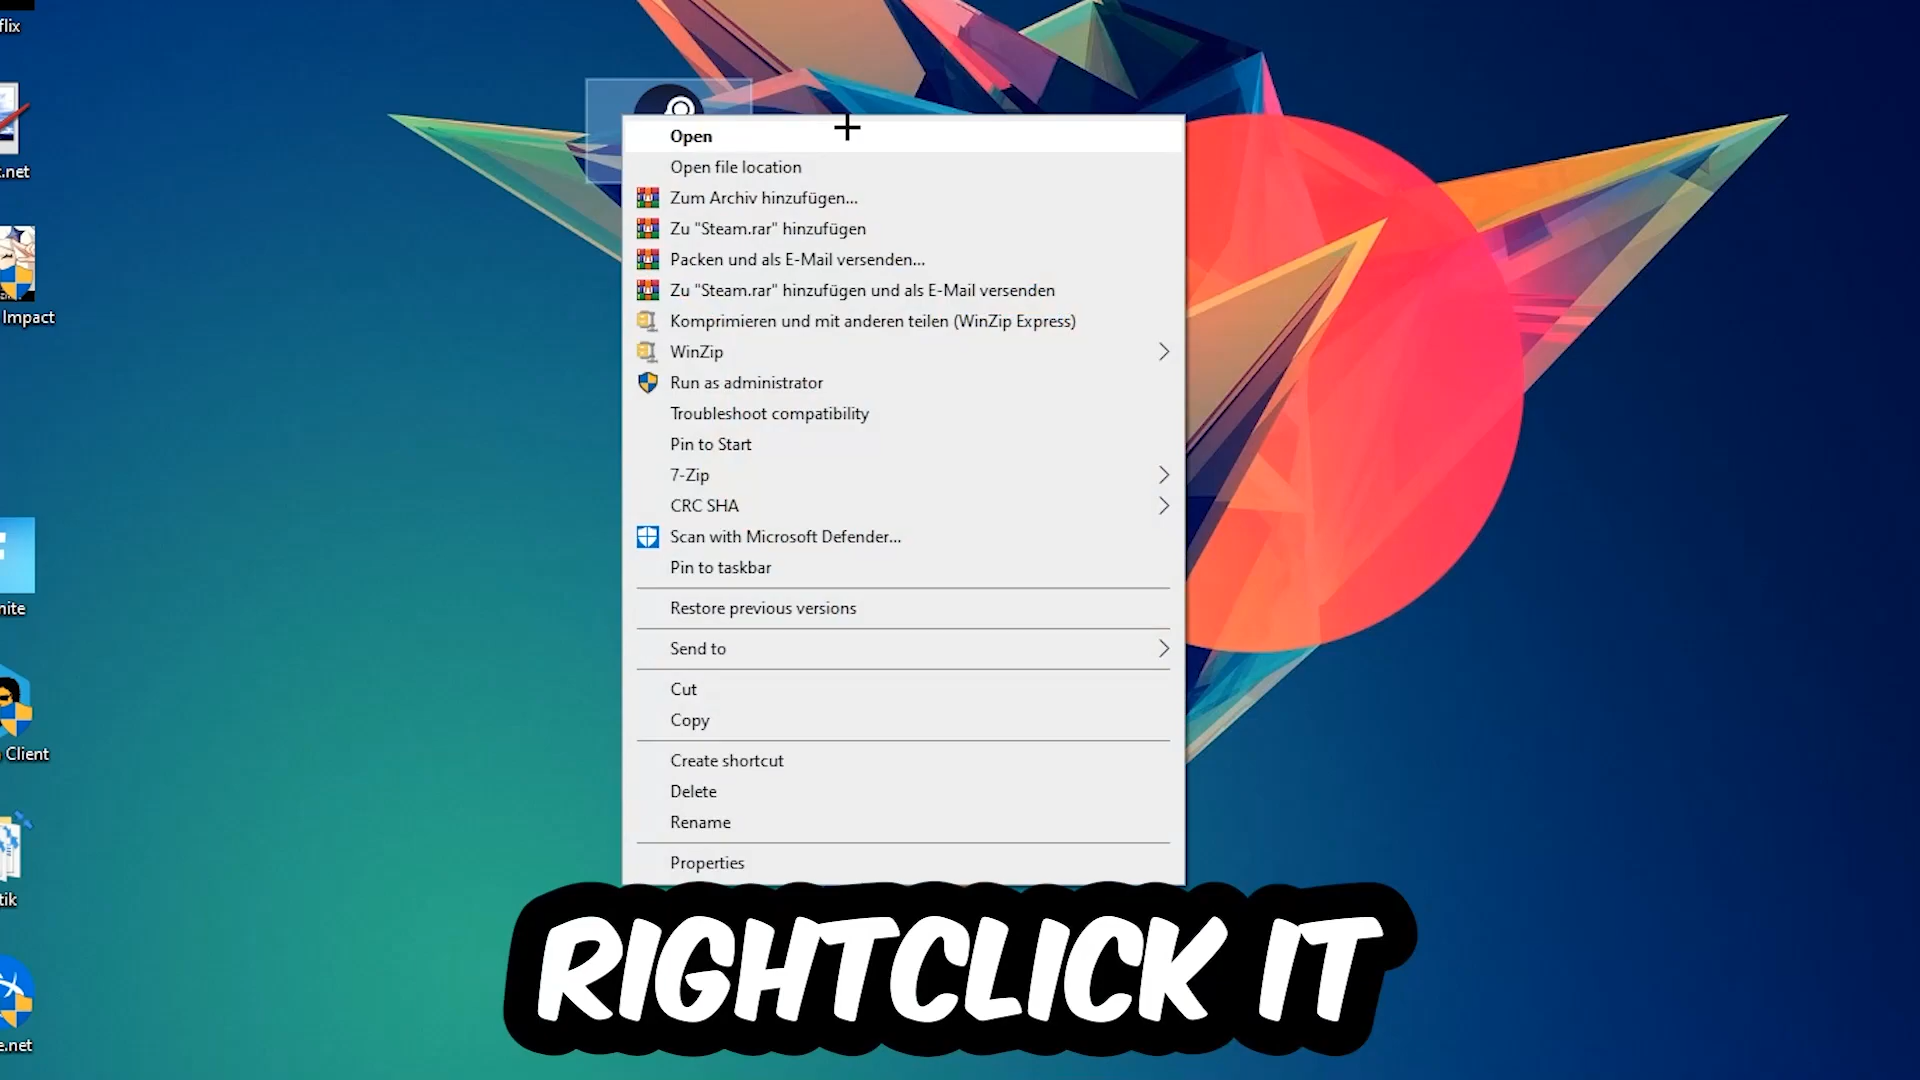 flix
.net
Impact
nite
Client
tik
e.net
Open
Open file location
Zum Archiv hinzufügen...
Zu "Steam.rar" hinzufügen
Packen und als E-Mail versenden...
Zu "Steam.rar" hinzufügen und als E-Mail versenden
Komprimieren und mit anderen teilen (WinZip Express)
WinZip
Run as administrator
Troubleshoot compatibility
Pin to Start
7-Zip
CRC SHA
Scan with Microsoft Defender...
Pin to taskbar
Restore previous versions
Send to
Cut
Copy
Create shortcut
Delete
Rename
Properties
RIGHTCLICK IT